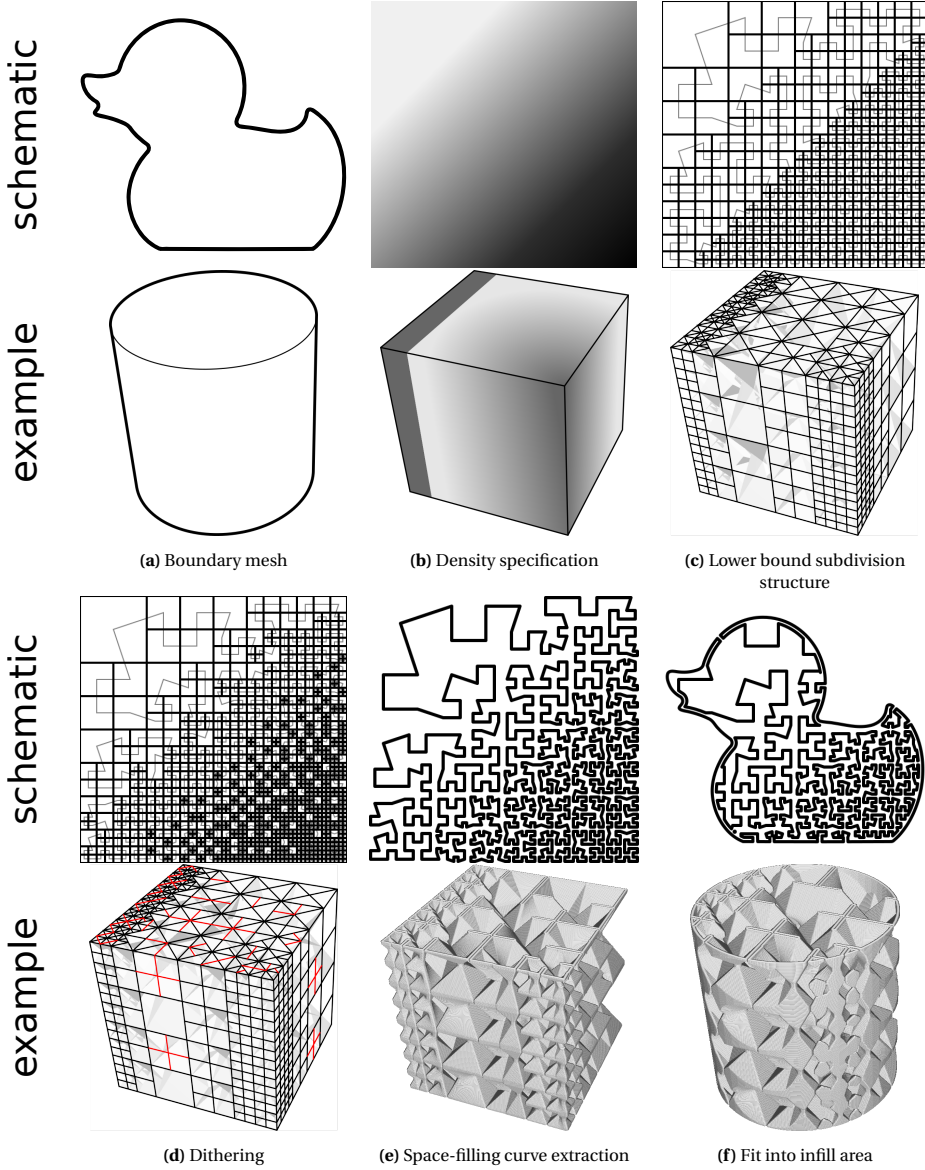 schematic
example
(a) Boundary mesh
(b) Density specification
(c) Lower bound subdivision
structure
schematic
example
(d) Dithering
(e) Space-filling curve extraction
(f) Fit into infill area